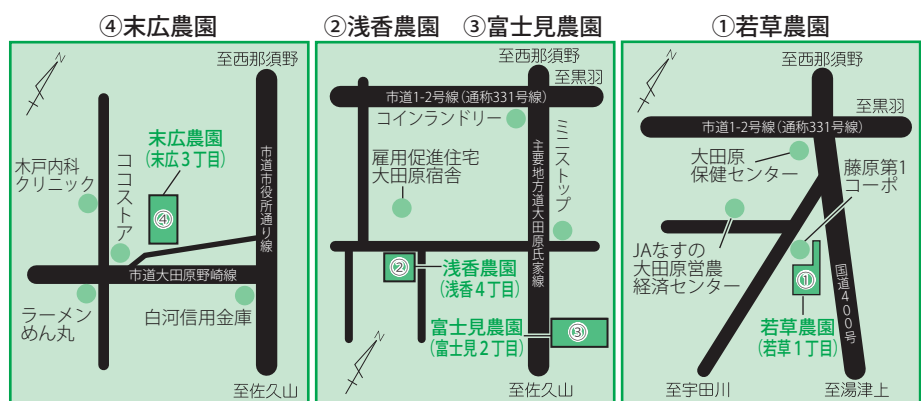 ④末広農園
至西那須野
N
末広農園
(末広3丁目)
木戸内科
クリニック
ココストア
市道市役所通り線
④
市道大田原野崎線
ラーメン
めん丸
白河信用金庫
至佐久山
②浅香農園 ③富士見農園
至西那須野
至黒羽
市道1-2号線(通称331号線)
コインランドリー
ミニストップ
雇用促進住宅
大田原宿舎
主要地方道大田原氏家線
②
浅香農園
(浅香4丁目)
富士見農園
(富士見2丁目)
③
N
至佐久山
①若草農園
N
至西那須野
至黒羽
市道1-2号線(通称331号線)
大田原
保健センター
藤原第1
コーポ
JAなすの
大田原営農
経済センター
①
国道400号
若草農園
(若草1丁目)
至宇田川
至湯津上